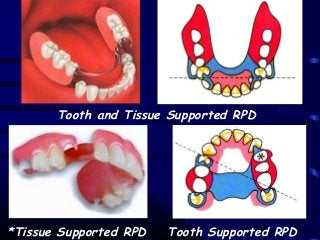 Tooth and Tissue Supported RPD
*
*Tissue Supported RPD
Tooth Supported RPD